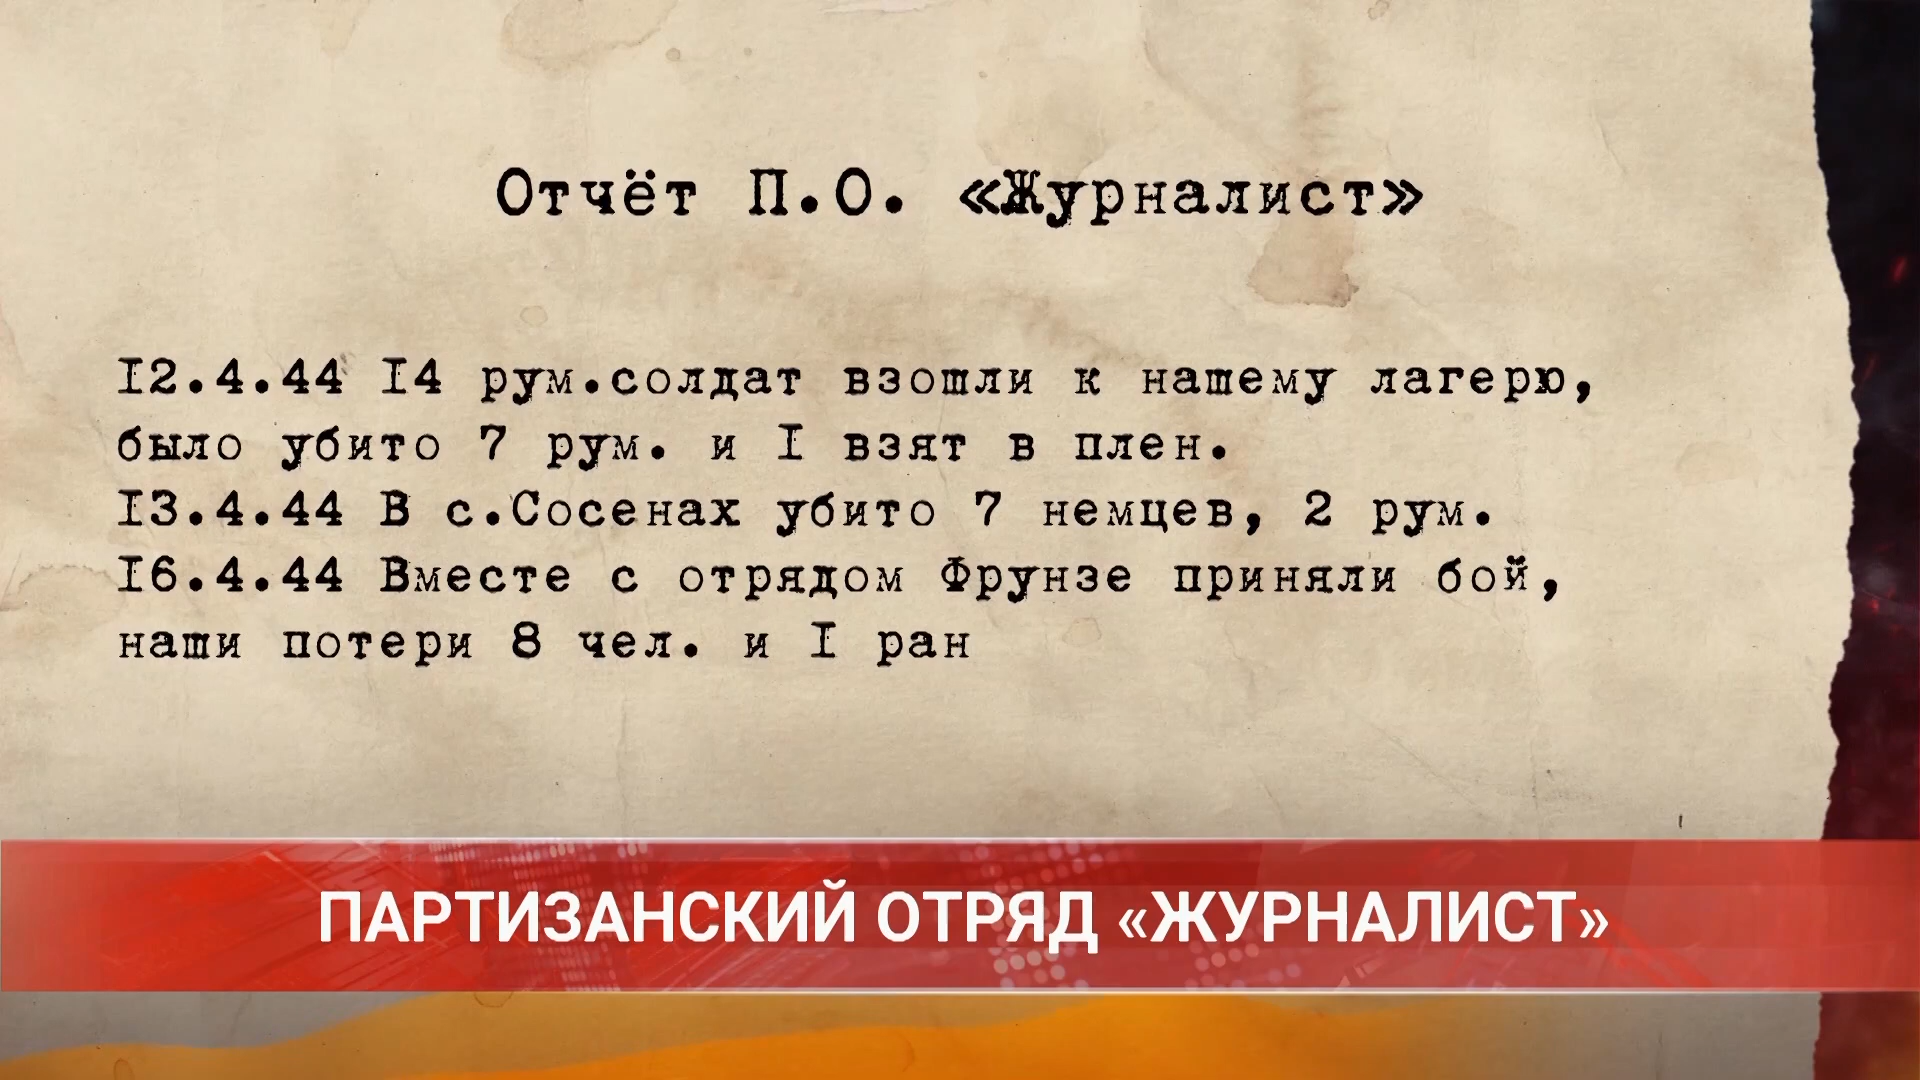 Отчёт П.О. «Журналист»
I2.4.44 I4 рум.солдат взошли к нашему лагерю,
было убито 7 рум. и I взят в плен.
I3.4.44 В с.Сосенах убито 7 немцев, 2 рум.
I6.4.44 Вместе с отрядом Фрунзе приняли бой,
наши потери 8 чел. и I ран
ПАРТИЗАНСКИЙ ОТРЯД «ЖУРНАЛИСТ»